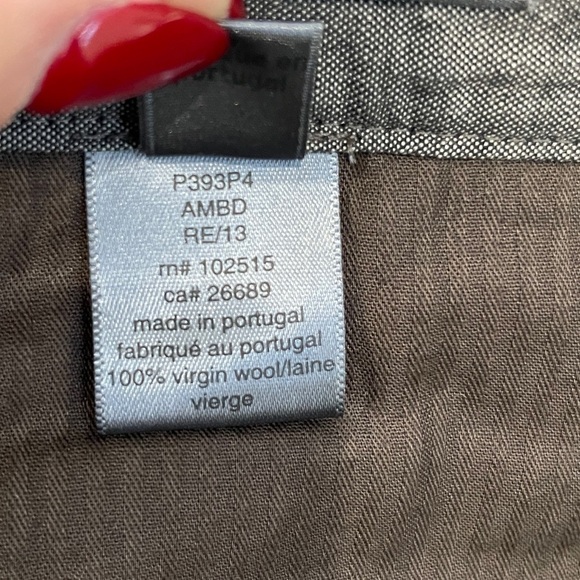 portugal
P393P4
AMBD
RE/13
rn# 102515
ca# 26689
made in portugal
fabriqué au portugal
100% virgin wool/laine
vierge